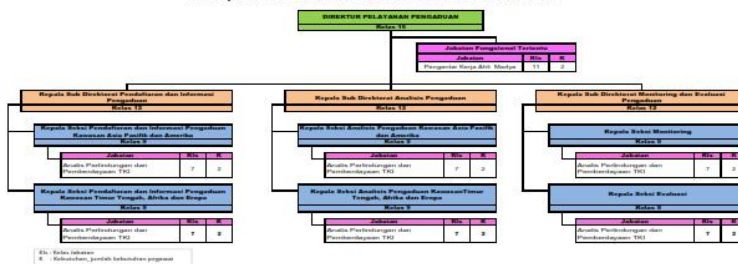 DIREKTUR PELAYANAN PENGADUAN
Kelas 15
Jabatan Fungsional Tertentu
Jabatan Kls K
Pengantar Kerja Ahli Madya 11 2
Kepala Sub Direktorat Pendaftaran dan Informasi
Pengaduan
Kelas 12
Kepala Seksi Pendaftaran dan Informasi Pengaduan
Kawasan Asia Pasifik dan Amerika
Kelas 9
Jabatan Kls K
Analis Perlindungan dan
Pemberdayaan TKI 7 2
Kepala Seksi Pendaftaran dan Informasi Pengaduan
Kawasan Timur Tengah, Afrika dan Eropa
Kelas 9
Jabatan Kls K
Analis Perlindungan dan
Pemberdayaan TKI 7 2
Kepala Sub Direktorat Analisis Pengaduan
Kelas 12
Kepala Seksi Analisis Pengaduan Kawasan Asia Pasifik
dan Amerika
Kelas 9
Jabatan Kls K
Analis Perlindungan dan
Pemberdayaan TKI 7 2
Kepala Seksi Analisis Pengaduan KawasanTimur
Tengah, Afrika dan Eropa
Kelas 9
Jabatan Kls K
Analis Perlindungan dan
Pemberdayaan TKI 7 2
Kepala Sub Direktorat Monitoring dan Evaluasi
Pengaduan
Kelas 12
Kepala Seksi Monitoring
Kelas 9
Jabatan Kls K
Analis Perlindungan dan
Pemberdayaan TKI 7 2
Kepala Seksi Evaluasi
Kelas 9
Jabatan Kls K
Analis Perlindungan dan
Pemberdayaan TKI 7 2
Kls : Kelas Jabatan
K : Kebutuhan, jumlah kebutuhan pegawai